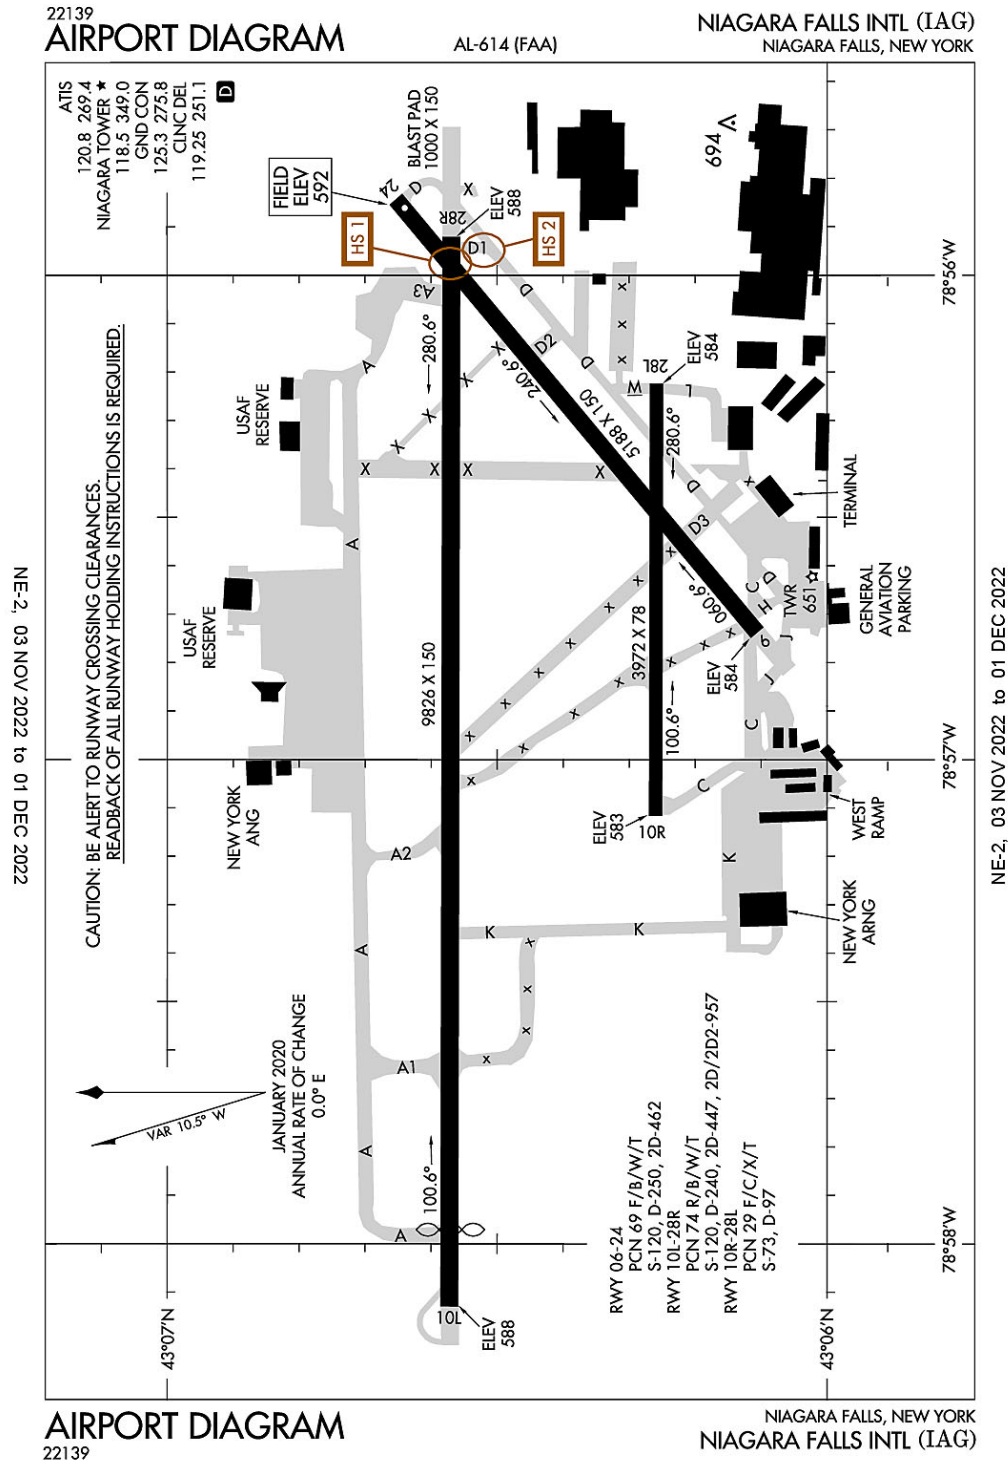 22139
AIRPORT DIAGRAM
AL-614 (FAA)
NIAGARA FALLS INTL (IAG)
NIAGARA FALLS, NEW YORK
ATIS
120.8 269.4
NIAGARA TOWER ★
118.5 349.0
GND CON
125.3 275.8
CLNC DEL
119.25 251.1
D
CAUTION: BE ALERT TO RUNWAY CROSSING CLEARANCES.
READBACK OF ALL RUNWAY HOLDING INSTRUCTIONS IS REQUIRED.
FIELD
ELEV
592
HS 1
HS 2
BLAST PAD
1000 X 150
24
D
X
28R
ELEV
588
D1
694
A3
D
A
280.6°
X
X
X
240.6°
D2
D
5188 X 150
X
X
X
28L
W
L
ELEV
584
280.6°
78°56'W
USAF
RESERVE
X
X
X
X
X
X
D
D3
TERMINAL
A
USAF
RESERVE
9826 X 150
X
X
X
X
X
X
X
3972 X 78
060.6°
X
X
X
X
X
X
X
100.6°
ELEV
584
6
C
D
H
J
J
TWR
651
GENERAL
AVIATION
PARKING
C
C
78°57'W
NEW YORK
ANG
A2
ELEV
583
10R
WEST
RAMP
K
K
K
NEW YORK
ARNG
A
X
X
X
X
A1
JANUARY 2020
ANNUAL RATE OF CHANGE
0.0° E
VAR 10.5° W
A
100.6°
A
10L
ELEV
588
RWY 06-24
PCN 69 F/B/W/T
S-120, D-250, 2D-462
RWY 10L-28R
PCN 74 R/B/W/T
S-120, D-240, 2D-447, 2D/2D2-957
RWY 10R-28L
PCN 29 F/C/X/T
S-73, D-97
78°58'W
43°07'N
43°06'N
NE-2, 03 NOV 2022 to 01 DEC 2022
NE-2, 03 NOV 2022 to 01 DEC 2022
AIRPORT DIAGRAM
22139
NIAGARA FALLS, NEW YORK
NIAGARA FALLS INTL (IAG)